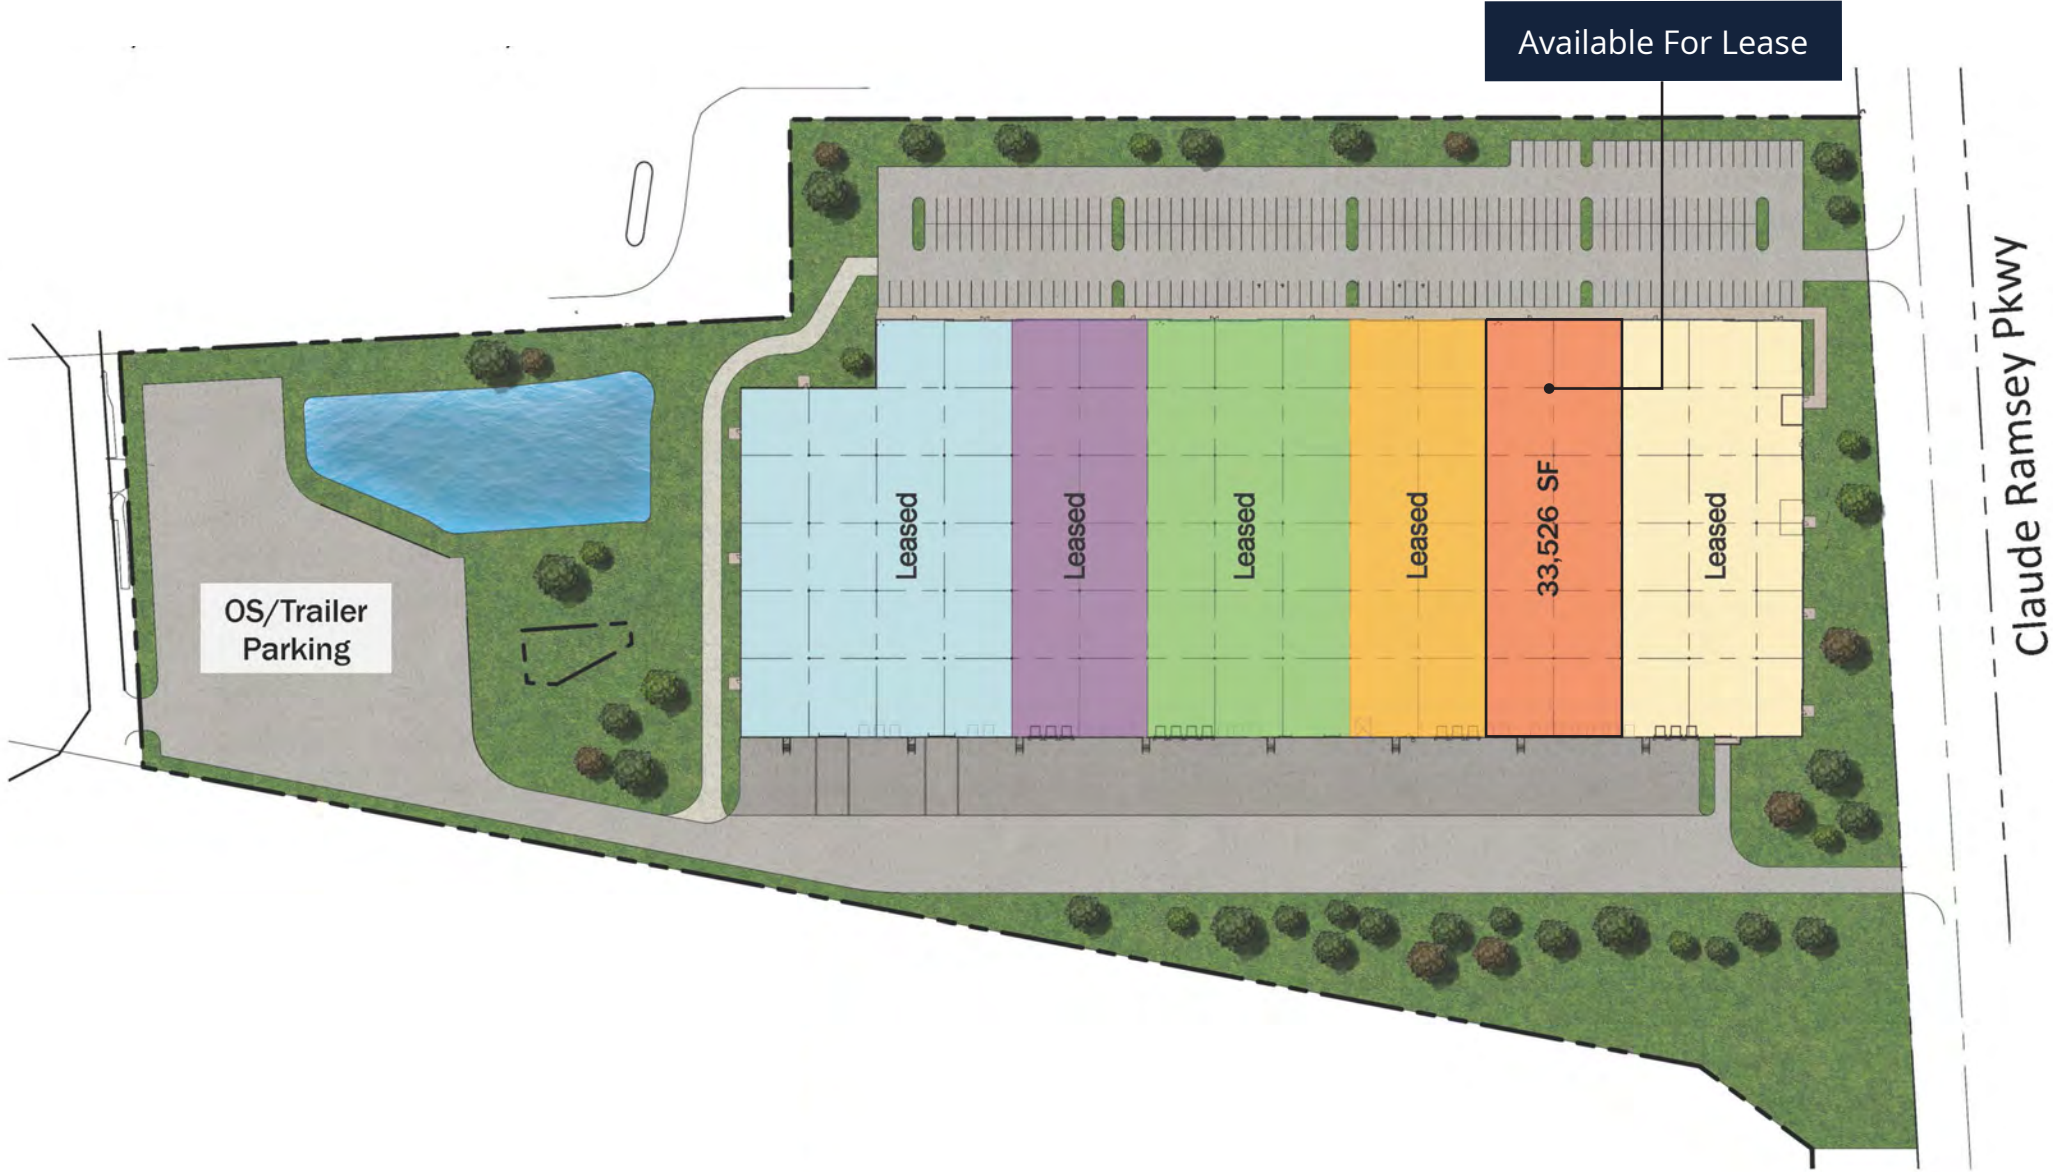 Available For Lease
OS/Trailer
Parking
Leased
Leased
Leased
Leased
33,526 SF
Leased
Claude Ramsey Pkwy